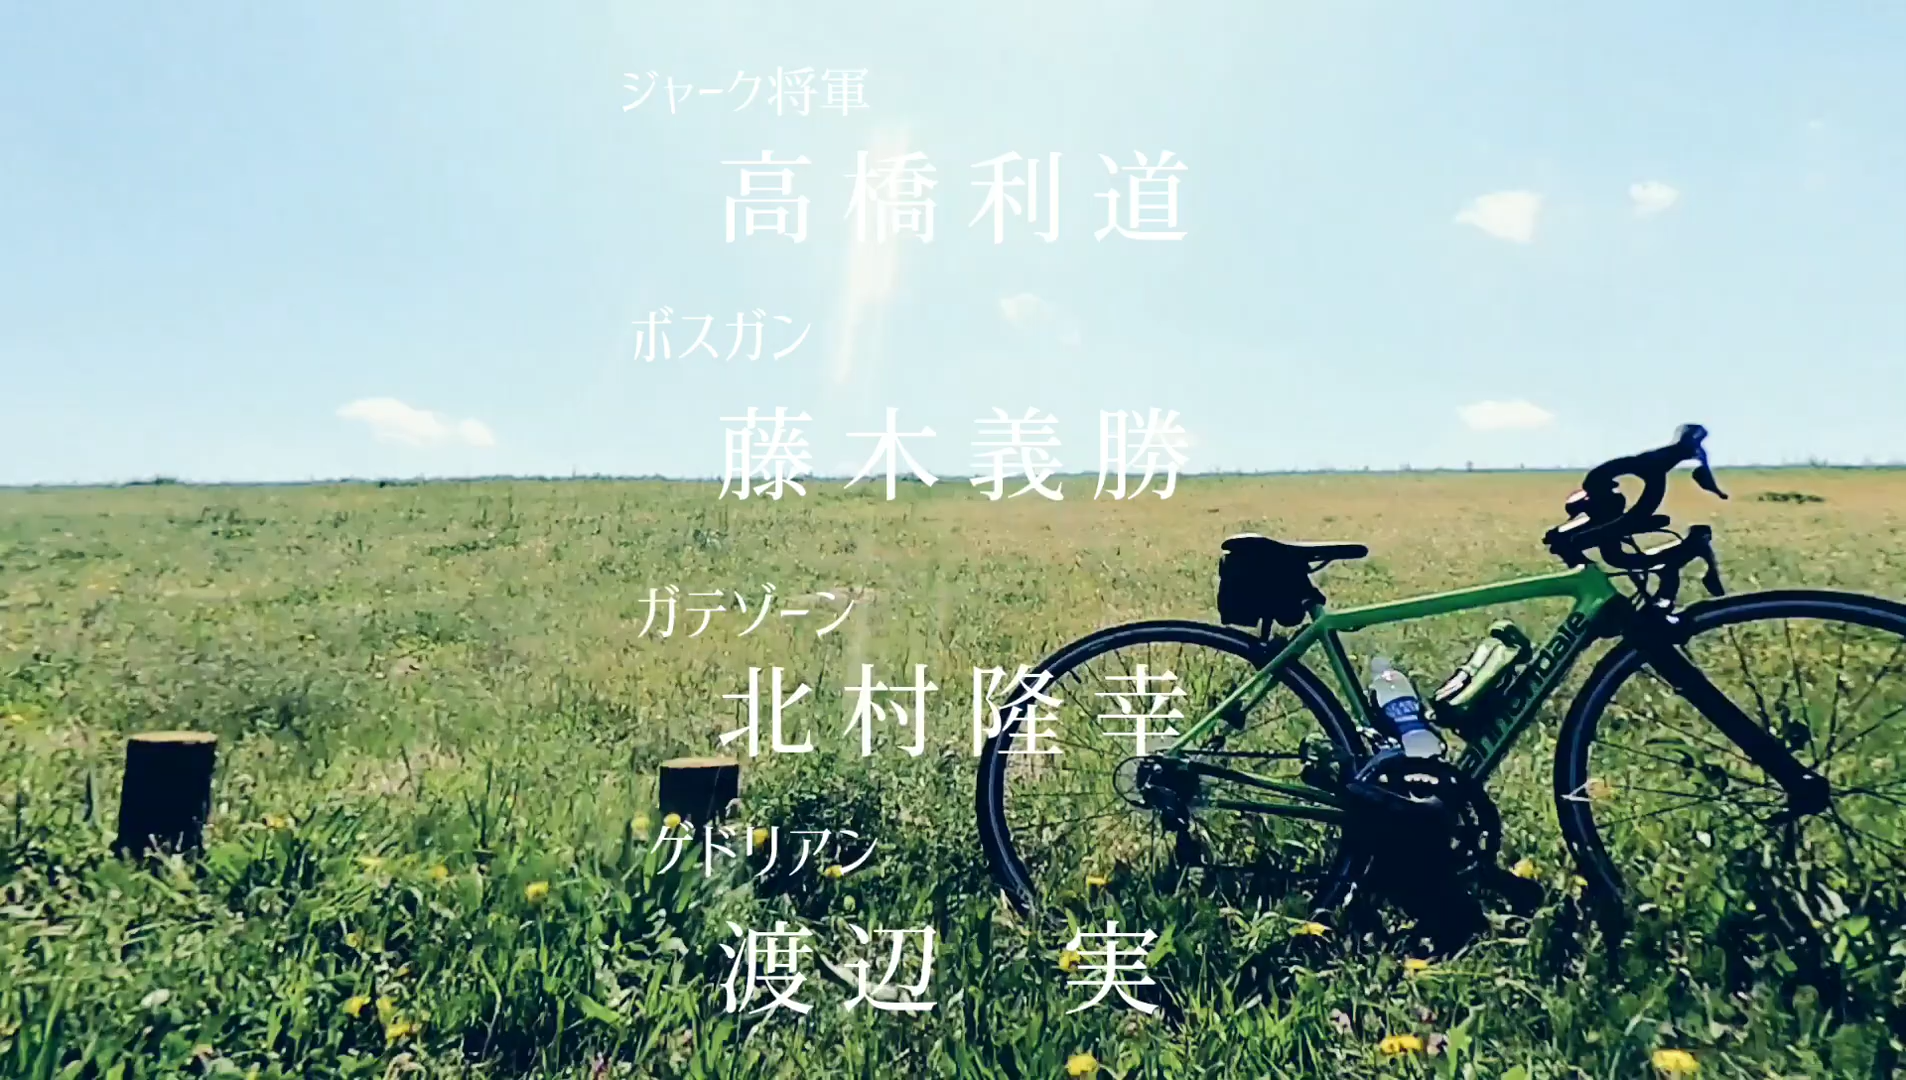 ジャーク将軍
高橋利道
ボスガン
藤木義勝
ガテゾーン
北村隆幸
ゲドリアン
渡辺 実
cannondale